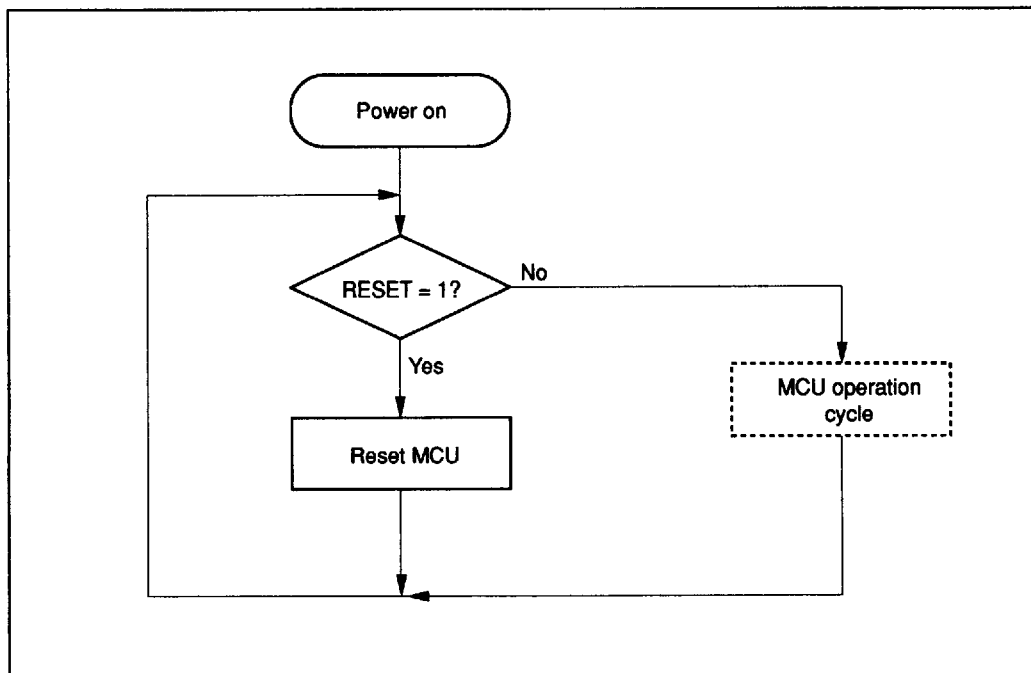 Power on
RESET = 1?
No
Yes
MCU operation
cycle
Reset MCU